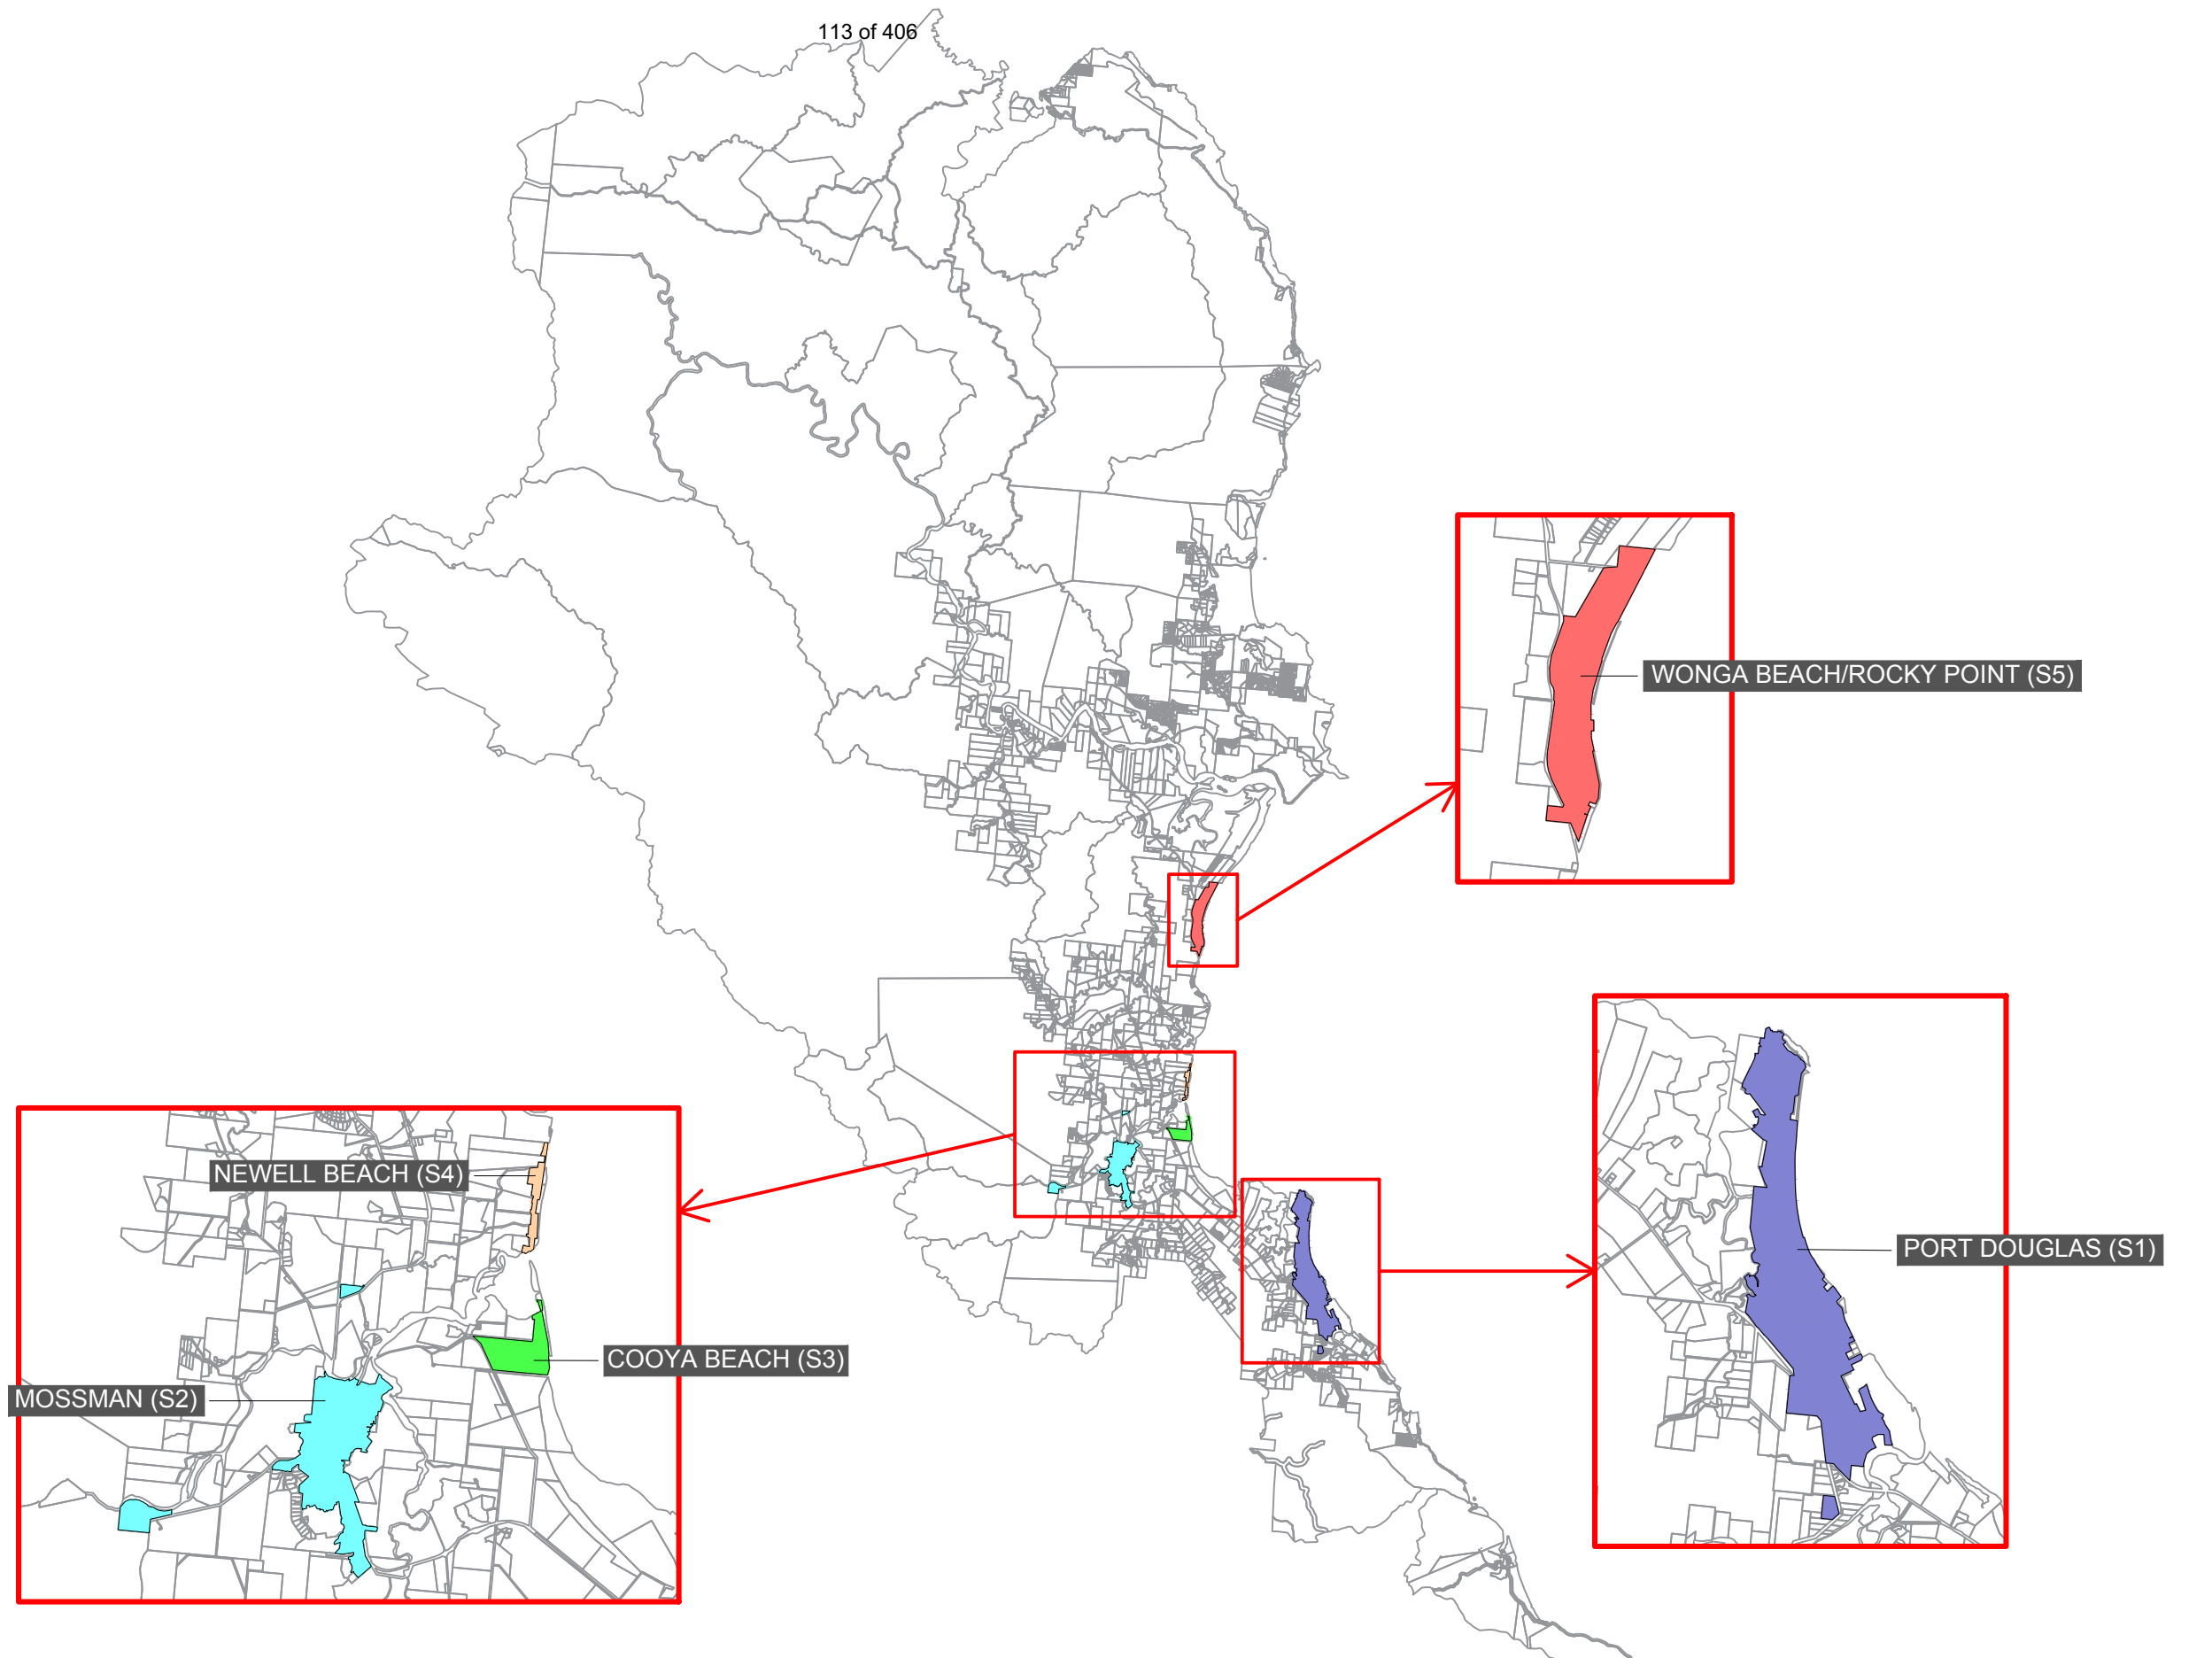 113 of 406
WONGA BEACH/ROCKY POINT (S5)
NEWELL BEACH (S4)
PORT DOUGLAS (S1)
COOYA BEACH (S3)
MOSSMAN (S2)